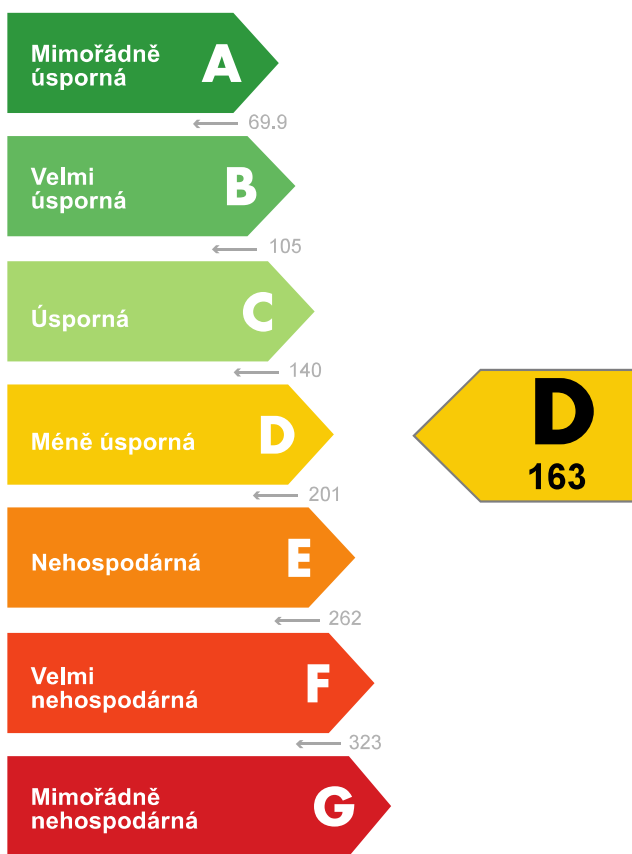 Mimořádně
úsporná
A
69.9
Velmi
úsporná
B
105
Úsporná
C
140
Méně úsporná
D
201
Nehospodárná
E
262
Velmi
nehospodárná
F
323
Mimořádně
nehospodárná
G
D
163